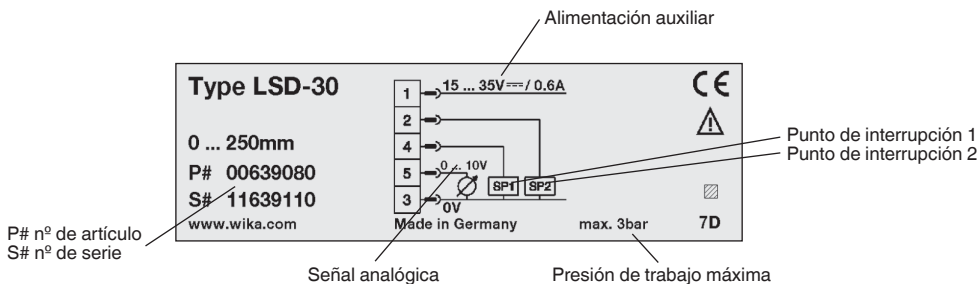 Alimentación auxiliar
Type LSD-30
1 15 ... 35V⎓/ 0.6A
CE
2
0 ... 250mm
4
Punto de interrupción 1
Punto de interrupción 2
P# 00639080
5 0 ... 10V
SP1 SP2
S# 11639110
3
0V
www.wika.com
Made in Germany
max. 3bar
7D
P# nº de artículo
S# nº de serie
Señal analógica
Presión de trabajo máxima